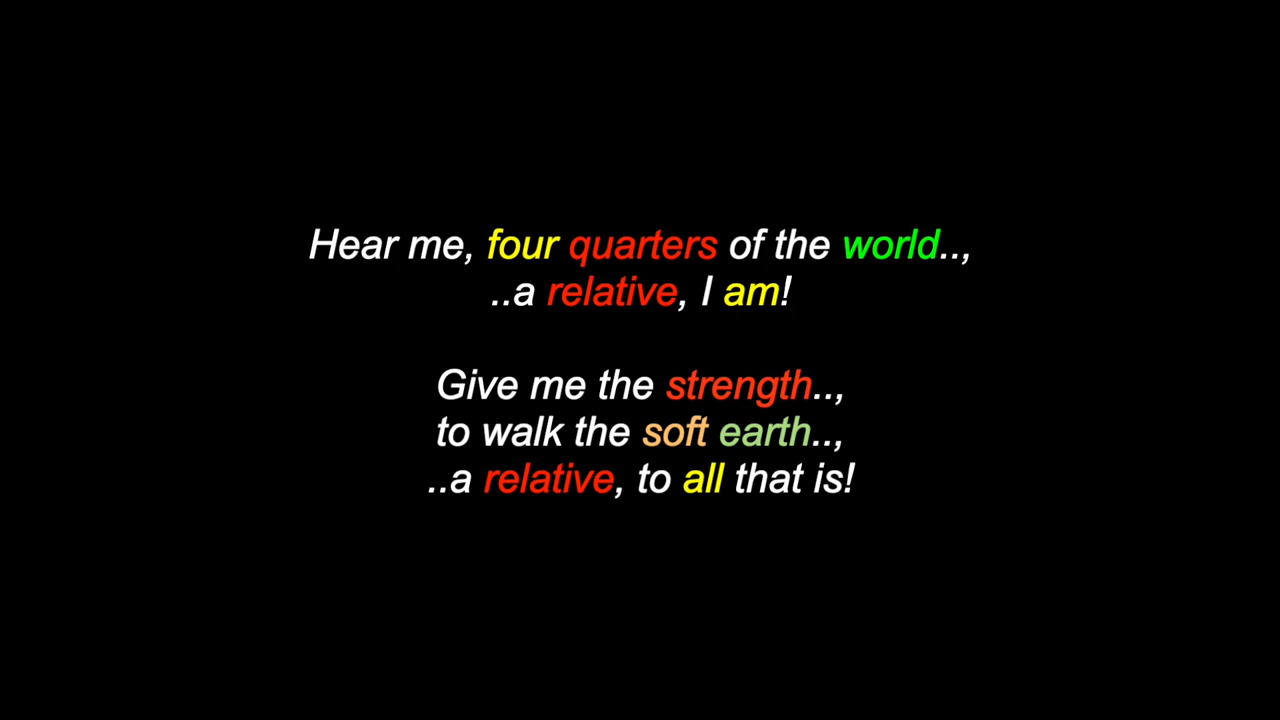 Hear me, four quarters of the world..,
..a relative, I am!
Give me the strength..,
to walk the soft earth..,
..a relative, to all that is!